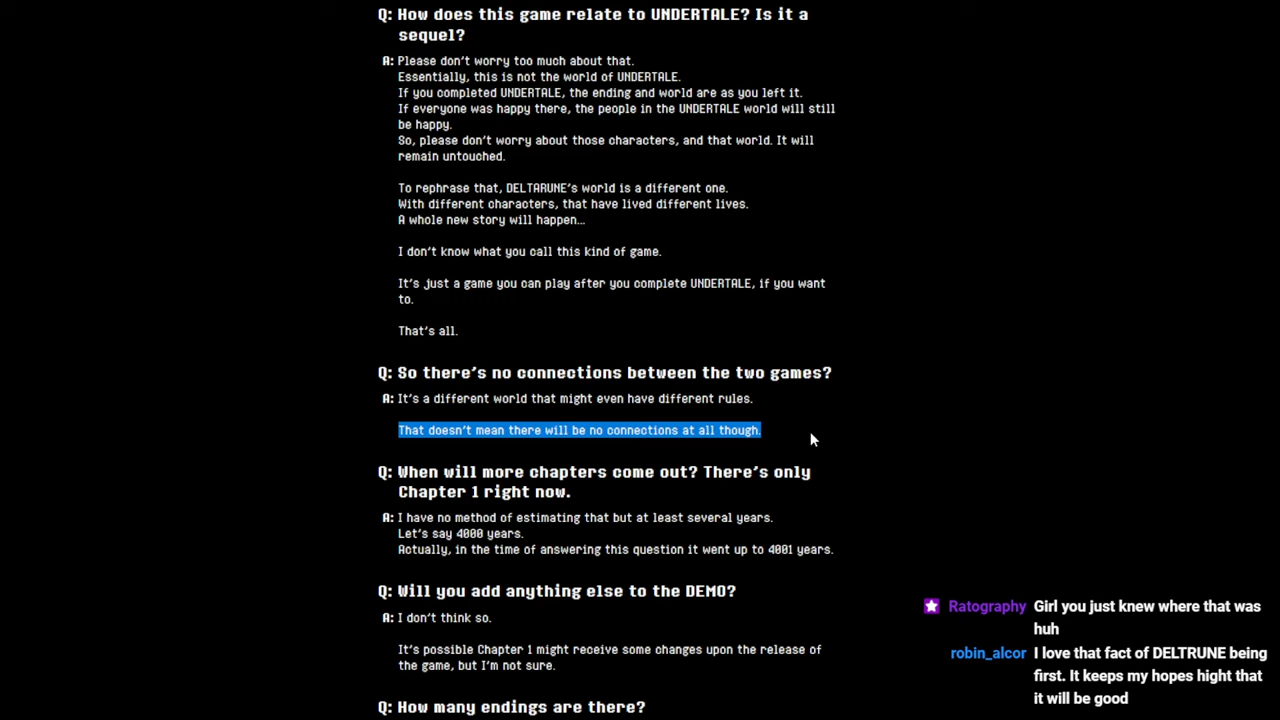 Q: How does this game relate to UNDERTALE? Is it a
sequel?
A: Please don't worry too much about that.
Essentially, this is not the world of UNDERTALE.
If you completed UNDERTALE, the ending and world are as you left it.
If everyone was happy there, the people in the UNDERTALE world will still
be happy.
So, please don't worry about those characters, and that world. It will
remain untouched.
To rephrase that, DELTARUNE's world is a different one.
With different characters, that have lived different lives.
A whole new story will happen...
I don't know what you call this kind of game.
It's just a game you can play after you complete UNDERTALE, if you want
to.
That's all.
Q: So there's no connections between the two games?
A: It's a different world that might even have different rules.
That doesn't mean there will be no connections at all though.
Q: When will more chapters come out? There's only
Chapter 1 right now.
A: I have no method of estimating that but at least several years.
Let's say 4000 years.
Actually, in the time of answering this question it went up to 4001 years.
Q: Will you add anything else to the DEMO?
A: I don't think so.
It's possible Chapter 1 might receive some changes upon the release of
the game, but I'm not sure.
Q: How many endings are there?
Ratography Girl you just knew where that was
huh
robin_alcor I love that fact of DELTRUNE being
first. It keeps my hopes hight that
it will be good